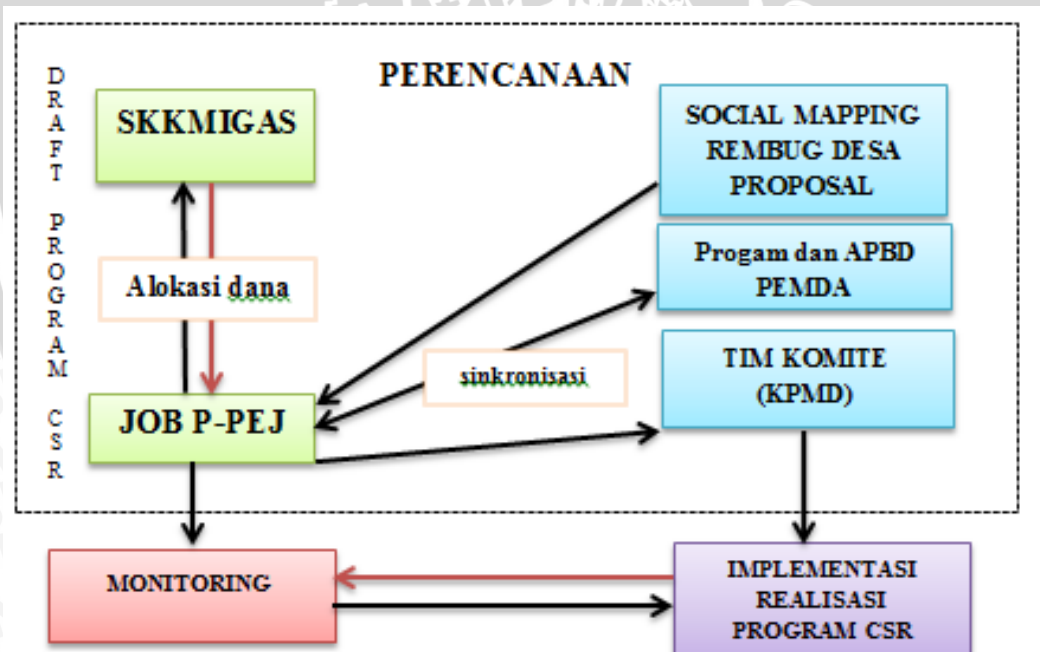 PERENCANAAN
DRAFT PROGRAM CSR
SKKMIGAS
Alokasi dana
JOB P-PEJ
SOCIAL MAPPING
REMBUG DESA
PROPOSAL
Progam dan APBD
PEMDA
sinkronisasi
TIM KOMITE
(KPMD)
MONITORING
IMPLEMENTASI
REALISASI
PROGRAM CSR